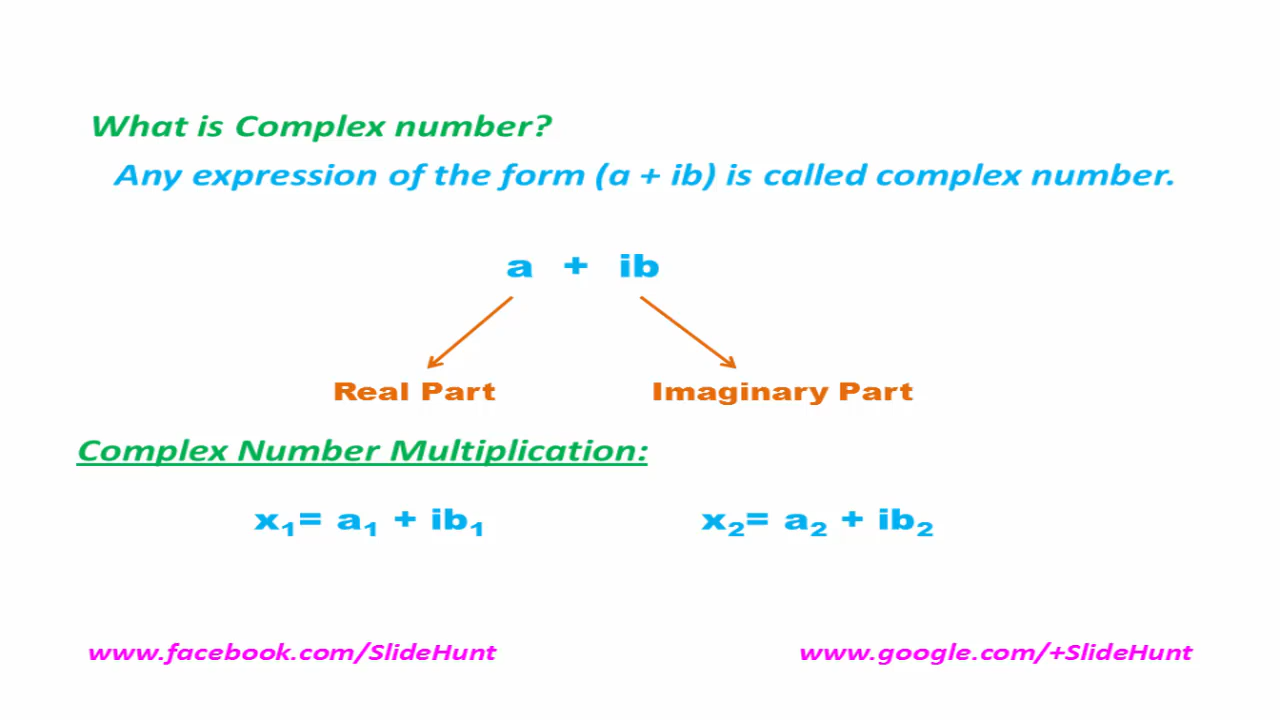 What is Complex number?
Any expression of the form (a + ib) is called complex number.
a + ib
Real Part Imaginary Part
Complex Number Multiplication:
x₁= a₁ + ib₁ x₂= a₂ + ib₂
www.facebook.com/SlideHunt www.google.com/+SlideHunt